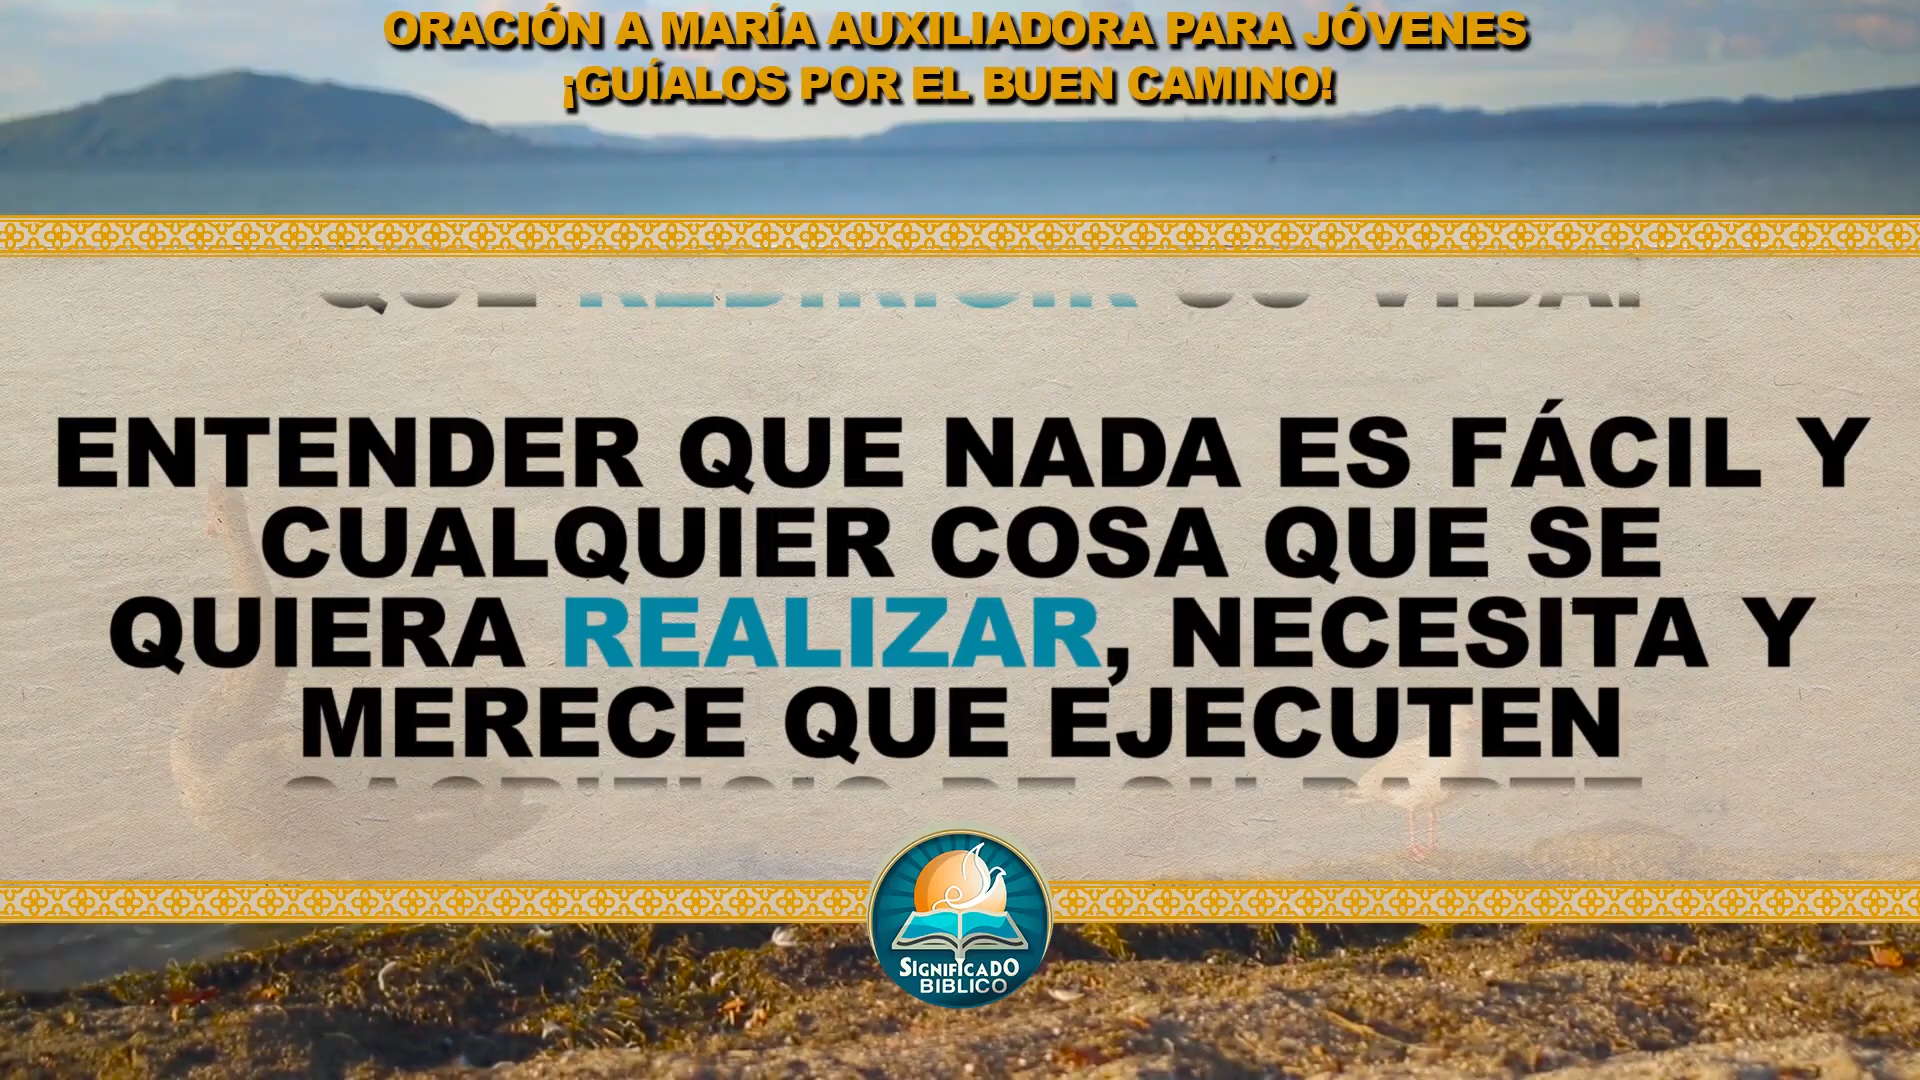 ORACIÓN A MARÍA AUXILIADORA PARA JÓVENES
¡GUÍALOS POR EL BUEN CAMINO!
ENTENDER QUE NADA ES FÁCIL Y
CUALQUIER COSA QUE SE
QUIERA REALIZAR, NECESITA Y
MERECE QUE EJECUTEN
SIGNIFICADO
BIBLICO